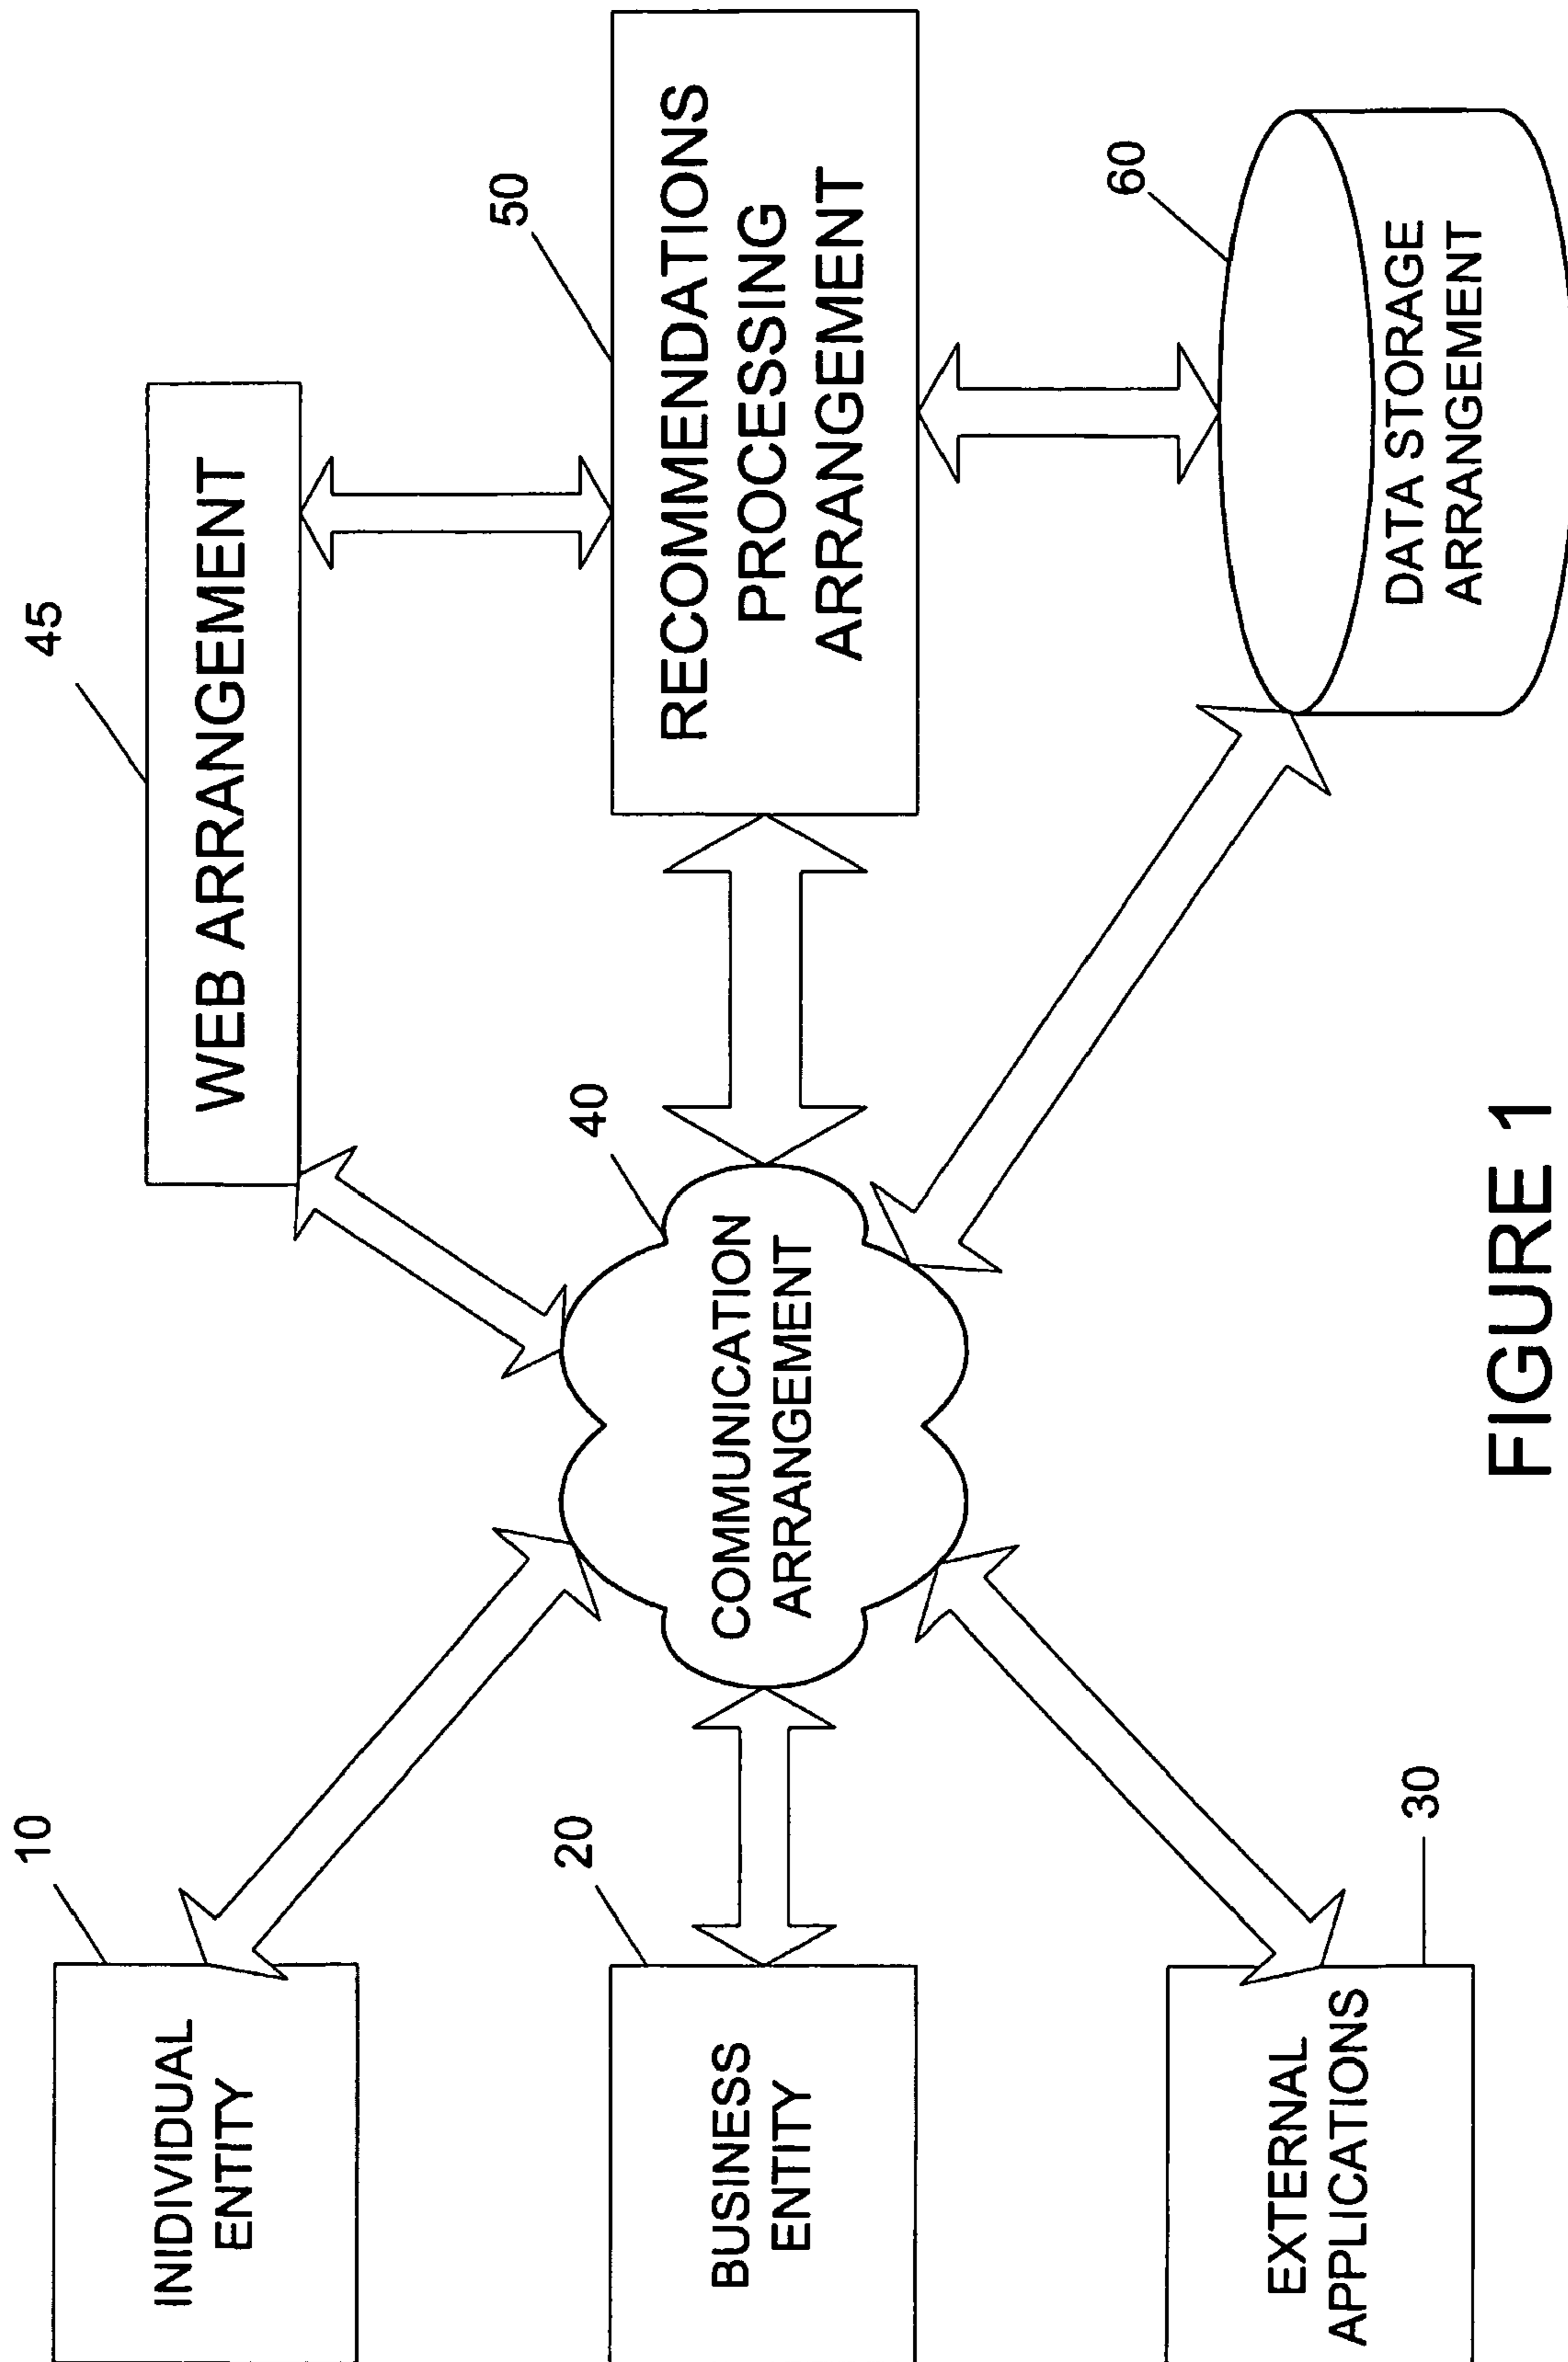 10
INIDIVIDUAL
ENTITY
20
BUSINESS
ENTITY
EXTERNAL
APPLICATIONS
30
40
COMMUNICATION
ARRANGEMENT
45
WEB ARRANGEMENT
50
RECOMMENDATIONS
PROCESSING
ARRANGEMENT
60
DATA STORAGE
ARRANGEMENT
FIGURE 1